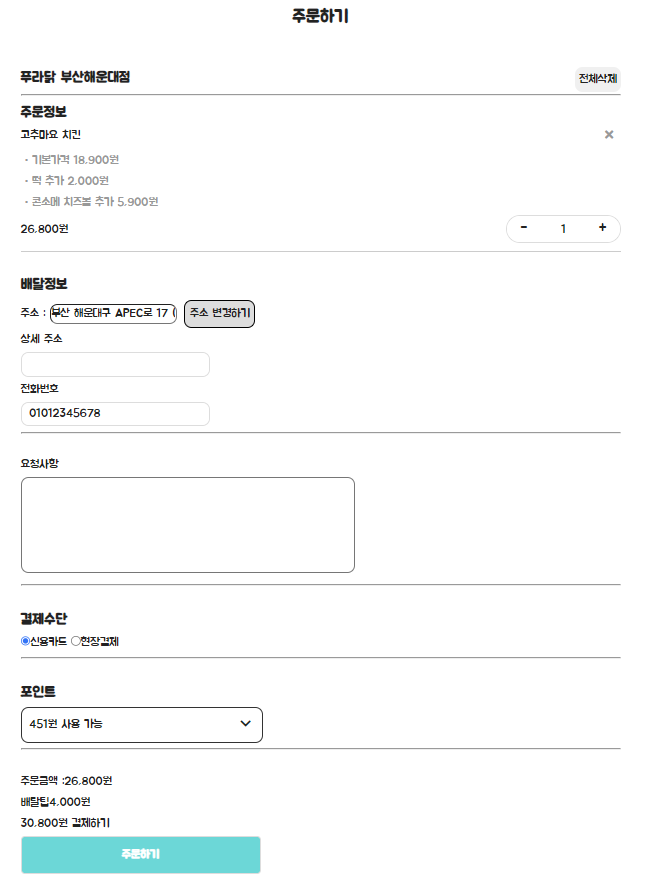 주문하기
푸라닭 부산해운대점 전체삭제
주문정보
고추마요 치킨 ×
· 기본가격 18,900원
· 떡 추가 2,000원
· 콘소메 치즈볼 추가 5,900원
26,800원 - 1 +
배달정보
주소 : 부산 해운대구 APEC로 17 ( 주소 변경하기
상세 주소
전화번호
01012345678
요청사항
결제수단
신용카드 현장결제
포인트
451원 사용 가능
주문금액 :26,800원
배달팁4,000원
30,800원 결제하기
주문하기